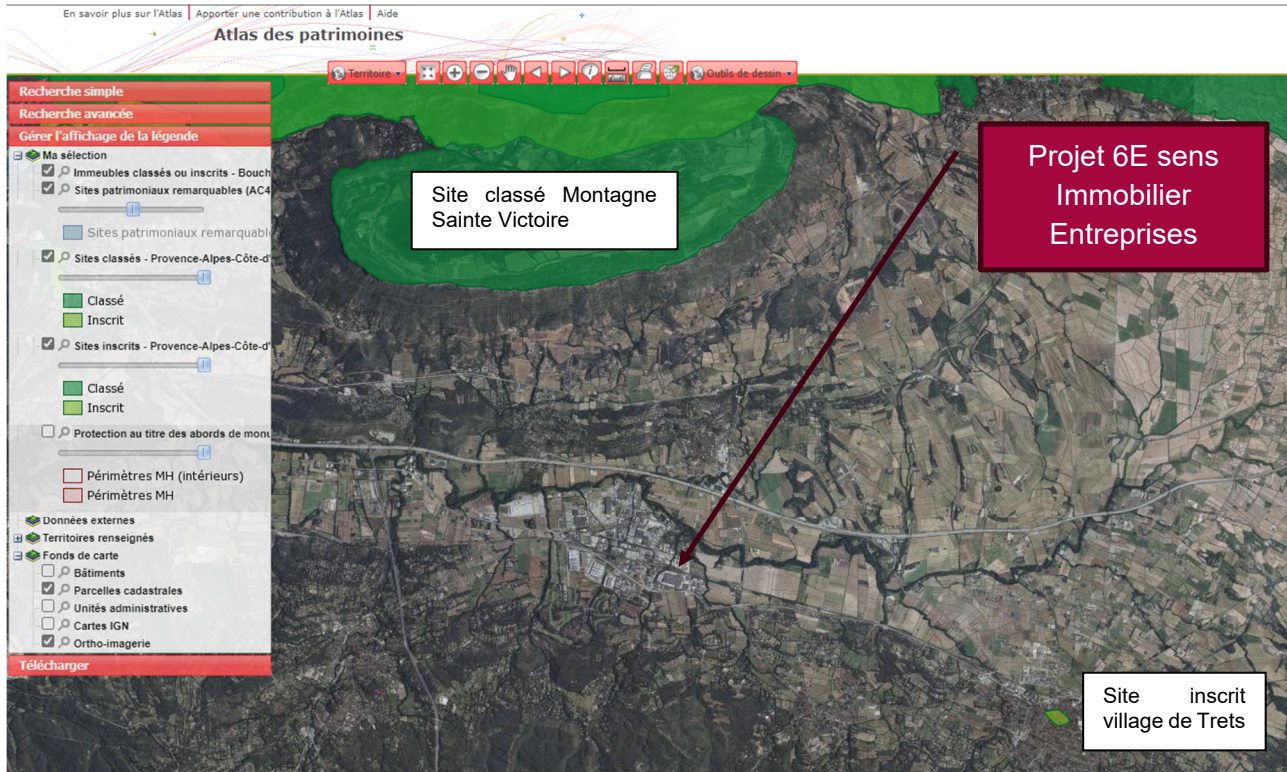 En savoir plus sur l'Atlas | Apporter une contribution à l'Atlas | Aide
Atlas des patrimoines
Territoire
Outils de dessin
Recherche simple
Recherche avancée
Gérer l'affichage de la légende
Ma sélection
Immeubles classés ou inscrits - Bouch
Sites patrimoniaux remarquables (AC4
Sites patrimoniaux remarquabl
Sites classés - Provence-Alpes-Côte-d'
Classé
Inscrit
Sites inscrits - Provence-Alpes-Côte-d'
Classé
Inscrit
Protection au titre des abords de monu
Périmètres MH (intérieurs)
Périmètres MH
Données externes
Territoires renseignés
Fonds de carte
Bâtiments
Parcelles cadastrales
Unités administratives
Cartes IGN
Ortho-imagerie
Télécharger
Site classé Montagne
Sainte Victoire
Projet 6E sens
Immobilier
Entreprises
Site inscrit
village de Trets